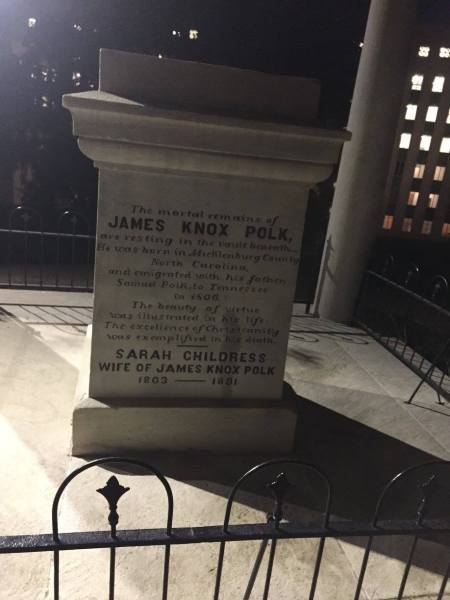 The mortal remains of
JAMES KNOX POLK,
are resting in the vault beneath.
He was born in Mecklenburg County
North Carolina,
and emigrated with his father,
Samuel Polk, to Tennessee
in 1806.
The beauty of virtue
was illustrated in his life.
The excellence of Christianity
was exemplified in his death.
SARAH CHILDRESS
WIFE OF JAMES KNOX POLK
1803 — 1891